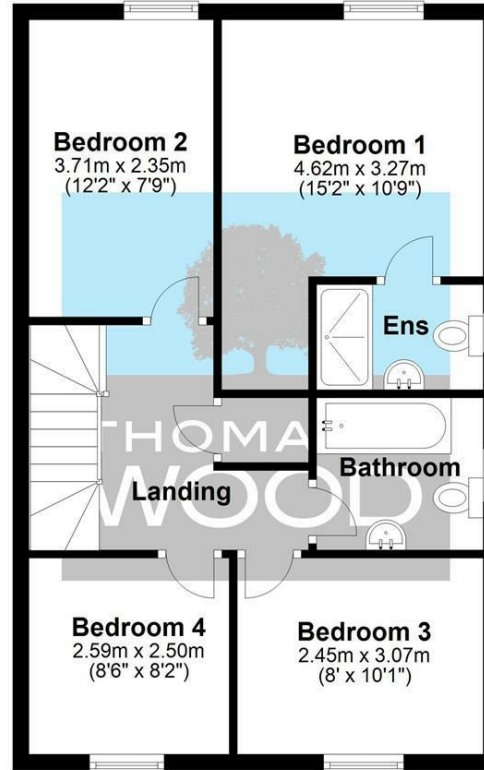 Bedroom 2
3.71m x 2.35m
(12'2" x 7'9")
Bedroom 1
4.62m x 3.27m
(15'2" x 10'9")
Ens
THOMA
WOOD
Bathroom
Landing
Bedroom 4
2.59m x 2.50m
(8'6" x 8'2")
Bedroom 3
2.45m x 3.07m
(8' x 10'1")